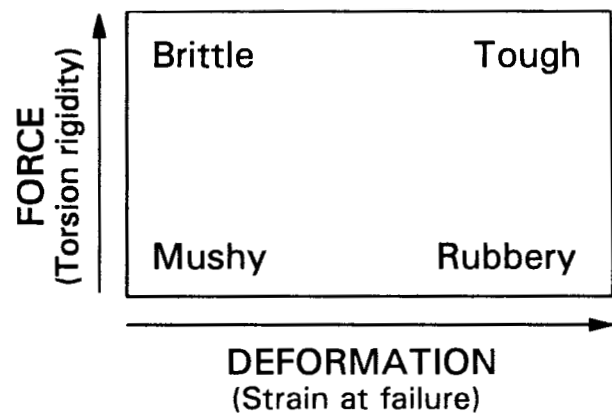 Brittle Tough
FORCE
(Torsion rigidity)
Mushy Rubbery
DEFORMATION
(Strain at failure)